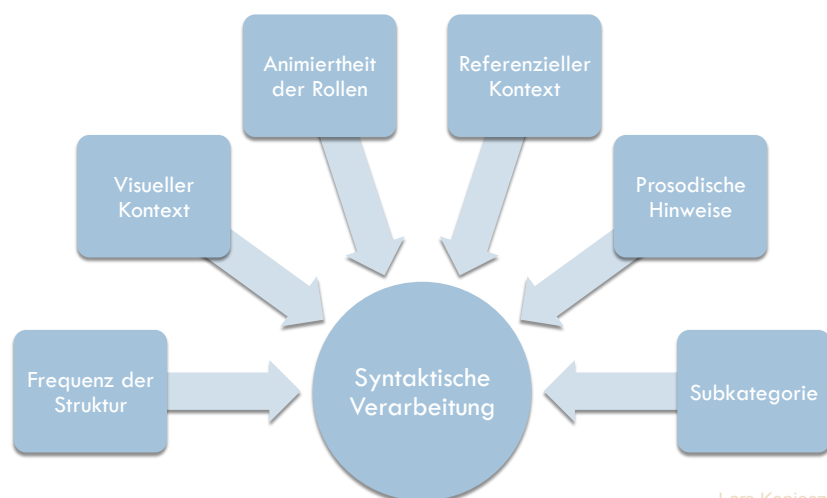 Animiertheit
der Rollen
Referenzieller
Kontext
Visueller
Kontext
Prosodische
Hinweise
Frequenz der
Struktur
Syntaktische
Verarbeitung
Subkategorie